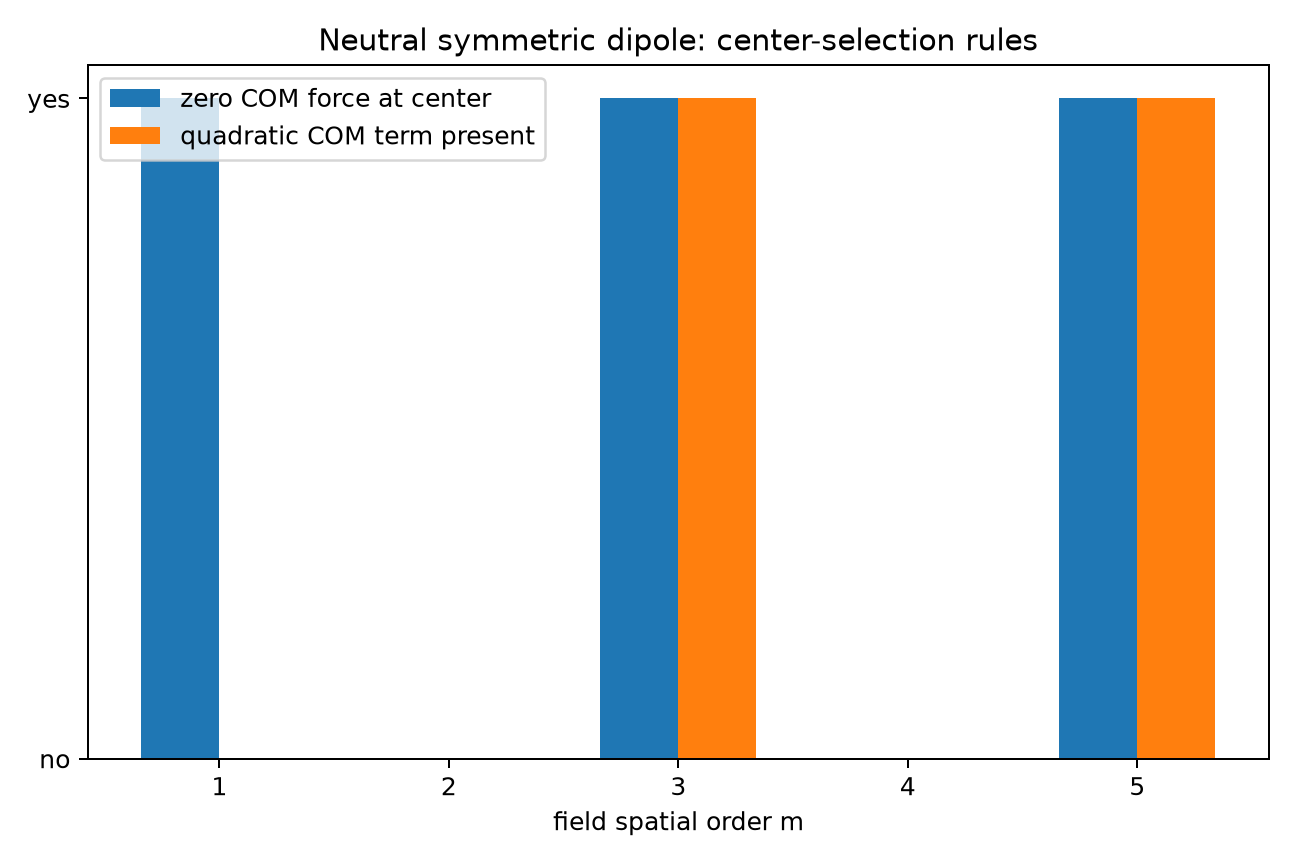 Neutral symmetric dipole: center-selection rules
yes
zero COM force at center
quadratic COM term present
no
1 2 3 4 5
field spatial order m